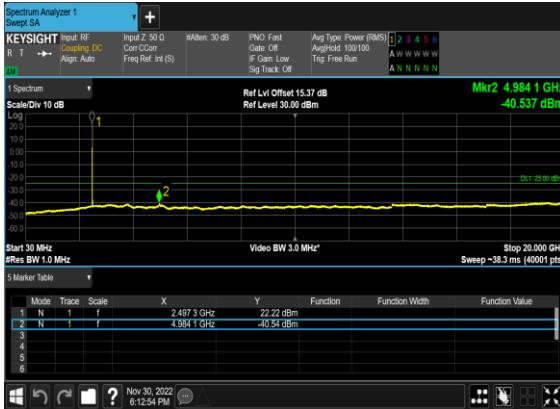 Spectrum Analyzer 1
Swept SA
+
KEYSIGHT
R T
Input: RF
Coupling: DC
Align: Auto
Input Z: 50 Ω
Corr CCorr
Freq Ref: Int (S)
#Atten: 30 dB
PNO: Fast
Gate: Off
IF Gain: Low
Sig Track: Off
Avg Type: Power (RMS)
Avg|Hold: 100/100
Trig: Free Run
1 2 3 4 5 6
A W W W W W
A N N N N N
1 Spectrum
Scale/Div 10 dB
Ref Lvl Offset 15.37 dB
Ref Level 30.00 dBm
Mkr2 4.984 1 GHz
-40.537 dBm
Log
20.0
10.0
0.00
-10.0
-20.0
-30.0
-40.0
-50.0
-60.0
1
2
DL1 -25.00 dBm
Start 30 MHz
#Res BW 1.0 MHz
Video BW 3.0 MHz*
Stop 20.000 GH
Sweep ~38.3 ms (40001 pts
5 Marker Table
Mode Trace Scale X Y Function Function Width Function Value
1 N 1 f 2.497 3 GHz 22.22 dBm
2 N 1 f 4.984 1 GHz -40.54 dBm
3
4
5
6
?
Nov 30, 2022
6:12:54 PM